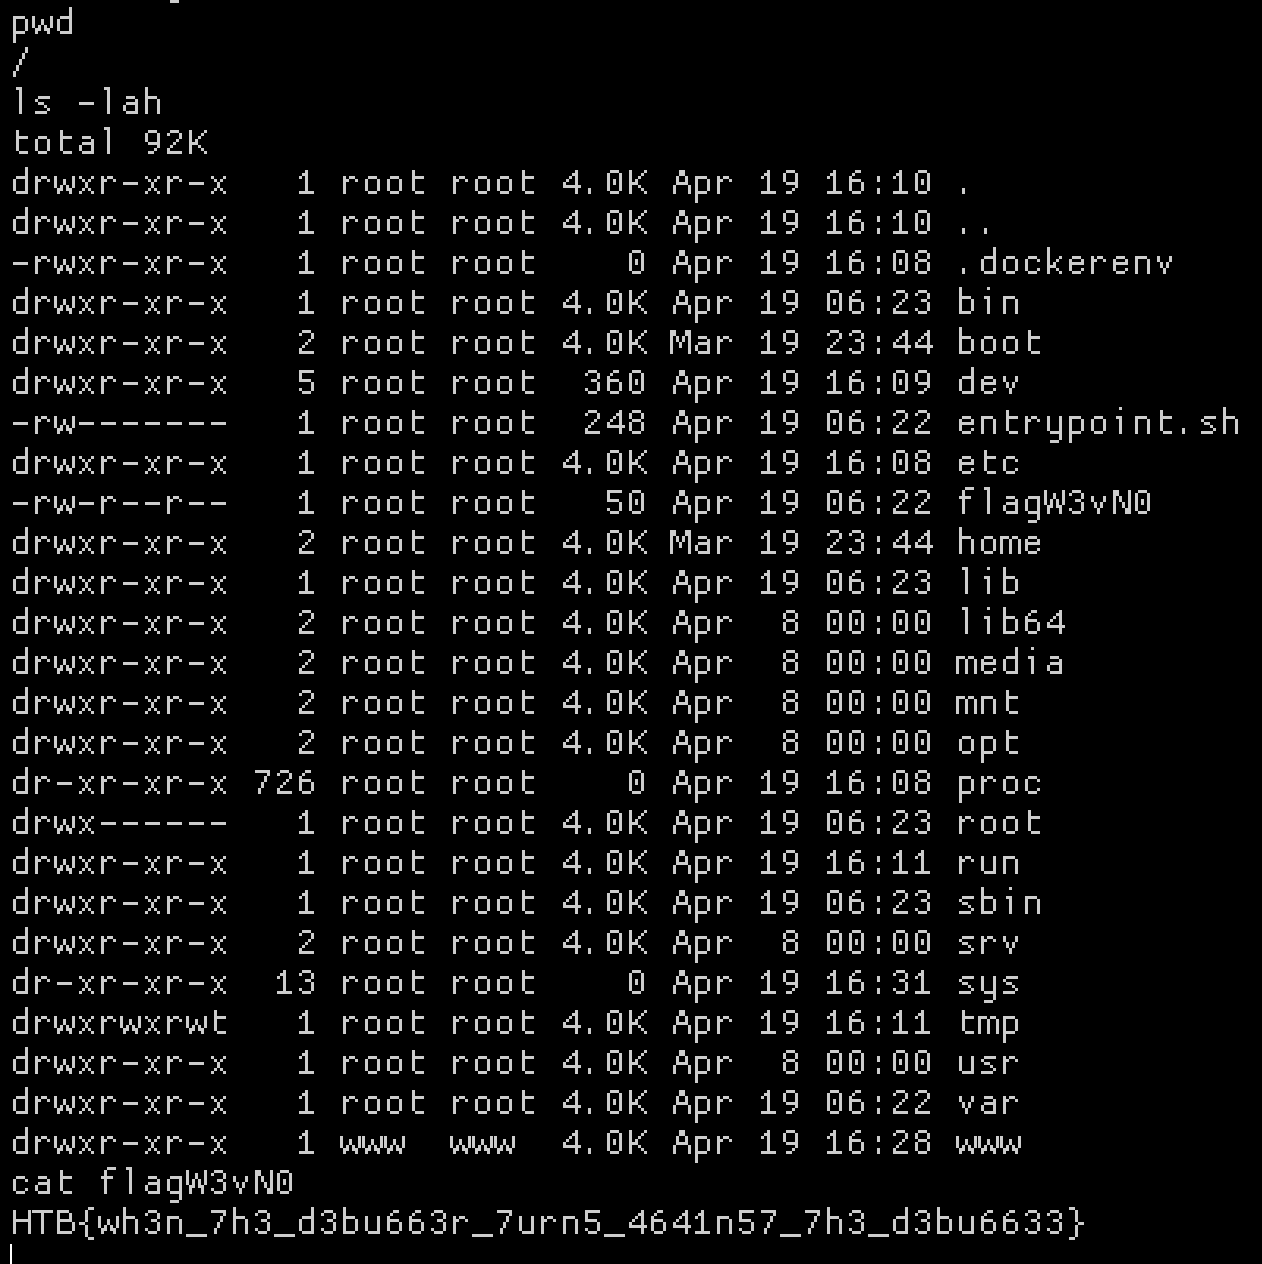 pwd
/
ls -lah
total 92K
drwxr-xr-x   1 root root 4.0K Apr 19 16:10 .
drwxr-xr-x   1 root root 4.0K Apr 19 16:10 ..
-rwxr-xr-x   1 root root    0 Apr 19 16:08 .dockerenv
drwxr-xr-x   1 root root 4.0K Apr 19 06:23 bin
drwxr-xr-x   2 root root 4.0K Mar 19 23:44 boot
drwxr-xr-x   5 root root  360 Apr 19 16:09 dev
-rw-------   1 root root  248 Apr 19 06:22 entrypoint.sh
drwxr-xr-x   1 root root 4.0K Apr 19 16:08 etc
-rw-r--r--   1 root root   50 Apr 19 06:22 flagW3vN0
drwxr-xr-x   2 root root 4.0K Mar 19 23:44 home
drwxr-xr-x   1 root root 4.0K Apr 19 06:23 lib
drwxr-xr-x   2 root root 4.0K Apr  8 00:00 lib64
drwxr-xr-x   2 root root 4.0K Apr  8 00:00 media
drwxr-xr-x   2 root root 4.0K Apr  8 00:00 mnt
drwxr-xr-x   2 root root 4.0K Apr  8 00:00 opt
dr-xr-xr-x 726 root root    0 Apr 19 16:08 proc
drwx------   1 root root 4.0K Apr 19 06:23 root
drwxr-xr-x   1 root root 4.0K Apr 19 16:11 run
drwxr-xr-x   1 root root 4.0K Apr 19 06:23 sbin
drwxr-xr-x   2 root root 4.0K Apr  8 00:00 srv
dr-xr-xr-x  13 root root    0 Apr 19 16:31 sys
drwxrwxrwt   1 root root 4.0K Apr 19 16:11 tmp
drwxr-xr-x   1 root root 4.0K Apr  8 00:00 usr
drwxr-xr-x   1 root root 4.0K Apr 19 06:22 var
drwxr-xr-x   1 www  www  4.0K Apr 19 16:28 www
cat flagW3vN0
HTB{wh3n_7h3_d3bu663r_7urn5_4641n57_7h3_d3bu6633}